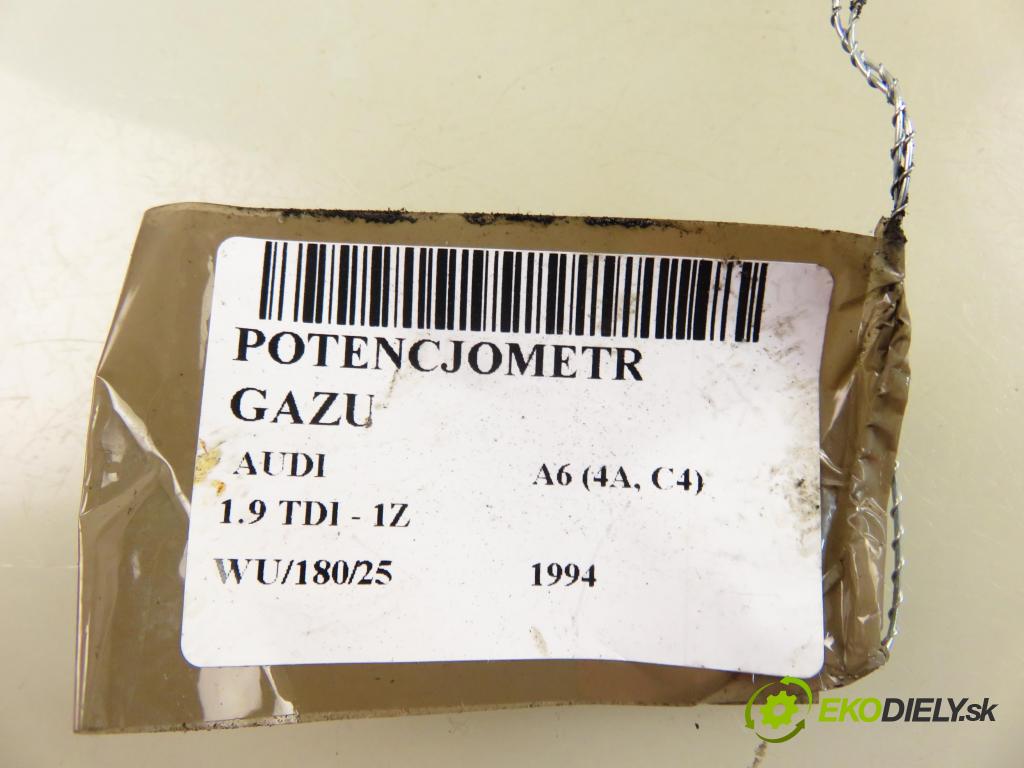 POTENCJOMETR
GAZU
AUDI A6 (4A, C4)
1.9 TDI - 1Z
WU/180/25 1994
EKODIELY.sk